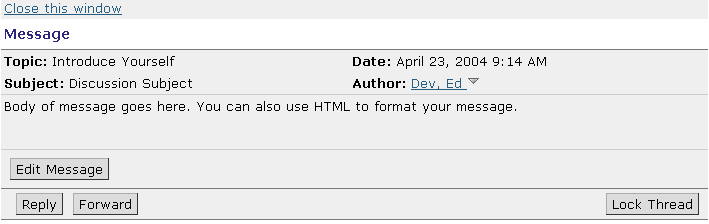 Close this window
Message
Topic: Introduce Yourself Date: April 23, 2004 9:14 AM
Subject: Discussion Subject Author: Dev, Ed
Body of message goes here. You can also use HTML to format your message.
Edit Message
Reply Forward Lock Thread